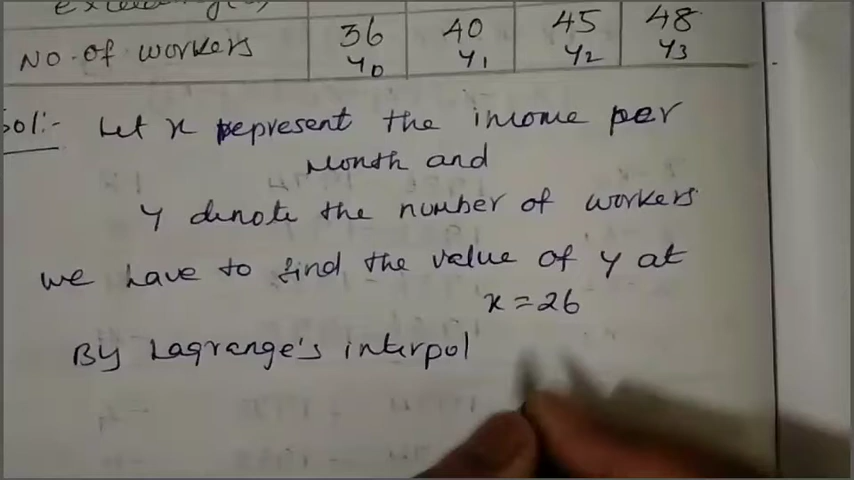 No. of workers 36 40 45 48
y0 y1 y2 y3
Sol:- Let x represent the income per
Month and
y denote the number of workers
we have to find the value of y at
x = 26
By Lagrange's interpol